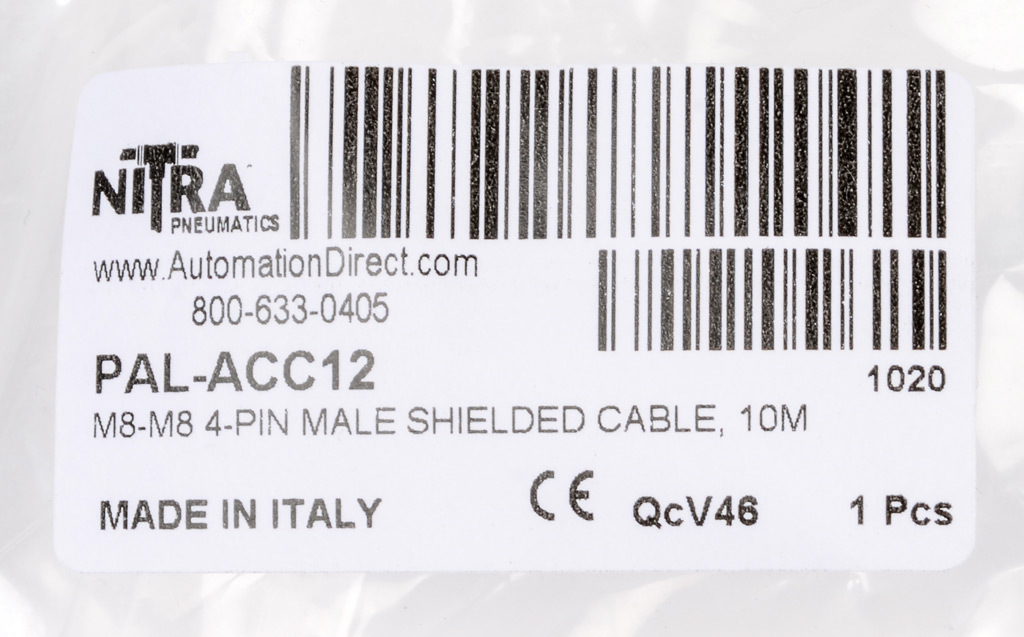 NITRA
PNEUMATICS
www.AutomationDirect.com
800-633-0405
PAL-ACC12
1020
M8-M8 4-PIN MALE SHIELDED CABLE, 10M
MADE IN ITALY
CE
QcV46
1 Pcs